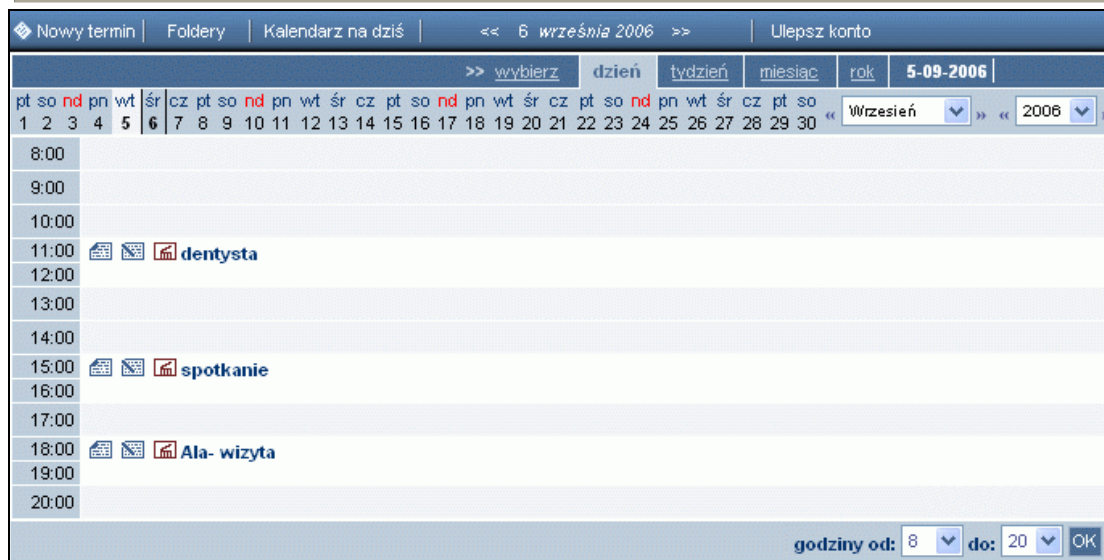 Nowy termin Foldery Kalendarz na dziś << 6 września 2006 >> Ulepsz konto
>> wybierz dzień tydzień miesiąc rok 5-09-2006
pt so nd pn wt śr cz pt so nd pn wt śr cz pt so nd pn wt śr cz pt so nd pn wt śr cz pt so
1 2 3 4 5 6 7 8 9 10 11 12 13 14 15 16 17 18 19 20 21 22 23 24 25 26 27 28 29 30 « Wrzesień » « 2006
8:00
9:00
10:00
11:00 dentysta
12:00
13:00
14:00
15:00 spotkanie
16:00
17:00
18:00 Ala- wizyta
19:00
20:00
godziny od: 8 do: 20 OK